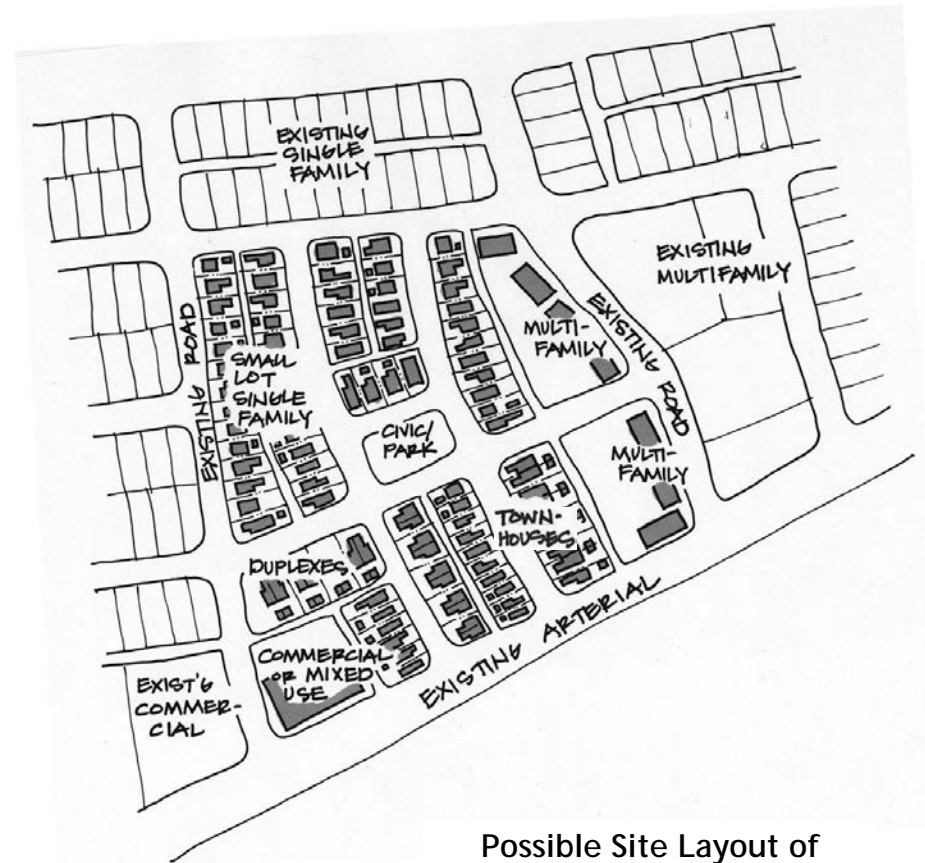 EXISTING
SINGLE
FAMILY
EXISTING
MULTIFAMILY
EXISTING ROAD
MULTI-
FAMILY
EXISTING ROAD
SMALL
LOT
SINGLE
FAMILY
CIVIC/
PARK
MULTI-
FAMILY
TOWN-
HOUSES
DUPLEXES
EXISTING ARTERIAL
COMMERCIAL
OR MIXED
USE
EXIST'G
COMMER-
CIAL
Possible Site Layout of